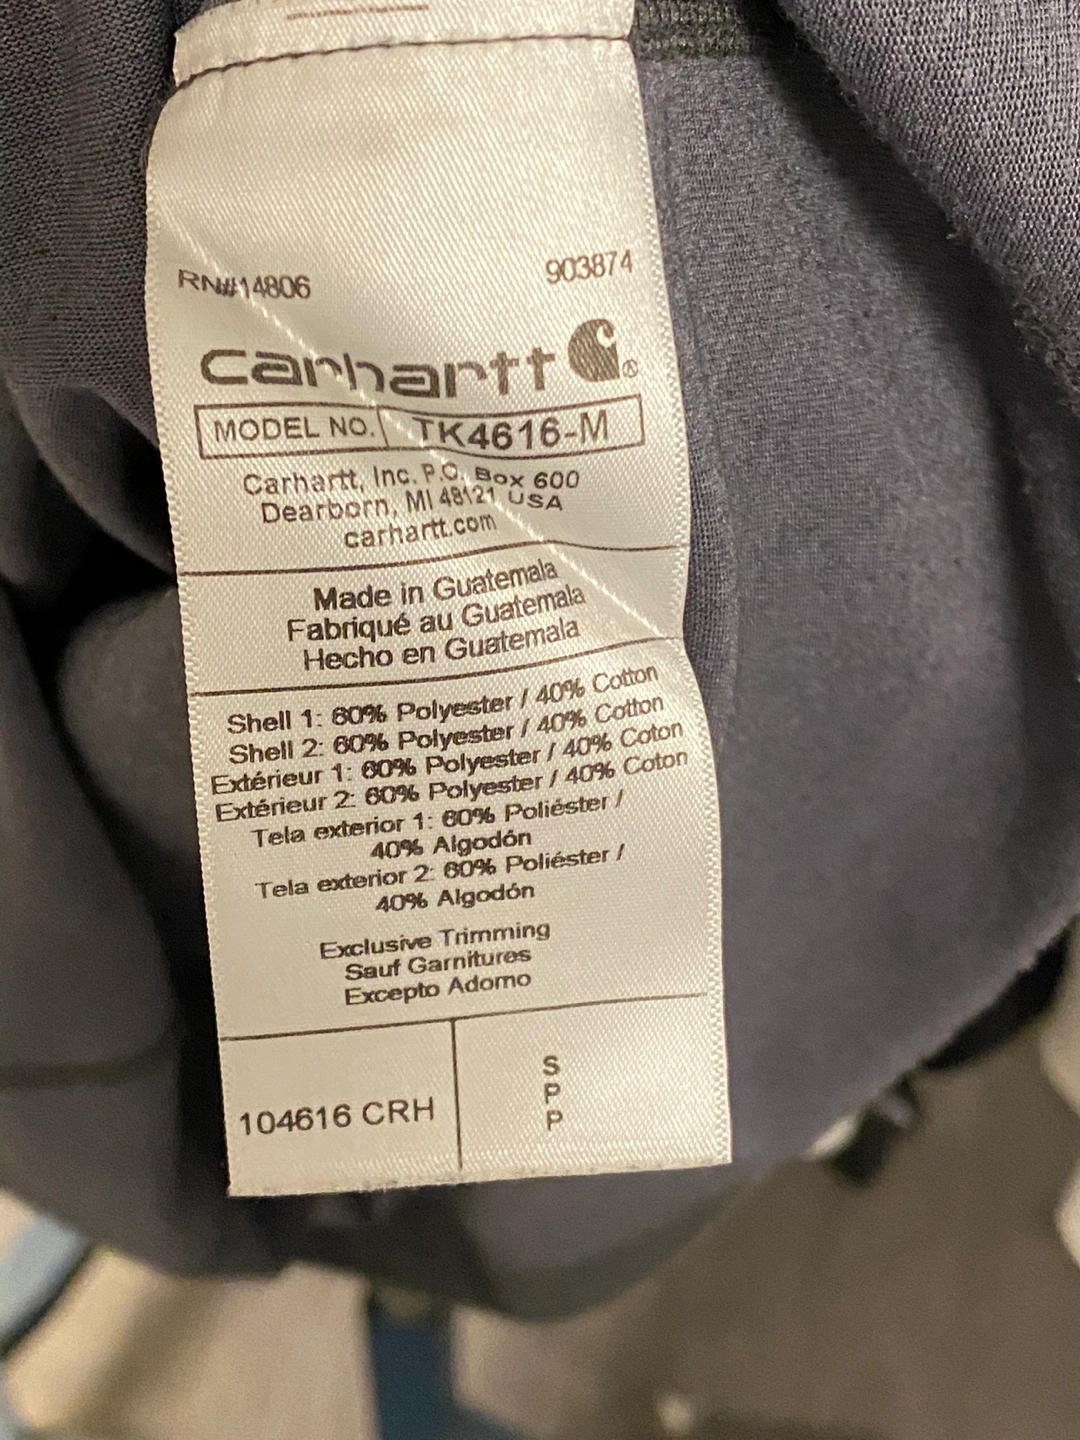 RN#14806 903874
carhartt ®
MODEL NO. TK4616-M
Carhartt, Inc. P.O. Box 600
Dearborn, MI 48121 USA
carhartt.com
Made in Guatemala
Fabriqué au Guatemala
Hecho en Guatemala
Shell 1: 60% Polyester / 40% Cotton
Shell 2: 60% Polyester / 40% Cotton
Extérieur 1: 60% Polyester / 40% Coton
Extérieur 2: 60% Polyester / 40% Coton
Tela exterior 1: 60% Poliéster /
40% Algodón
Tela exterior 2: 60% Poliéster /
40% Algodón
Exclusive Trimming
Sauf Garnitures
Excepto Adorno
104616 CRH
S
P
P